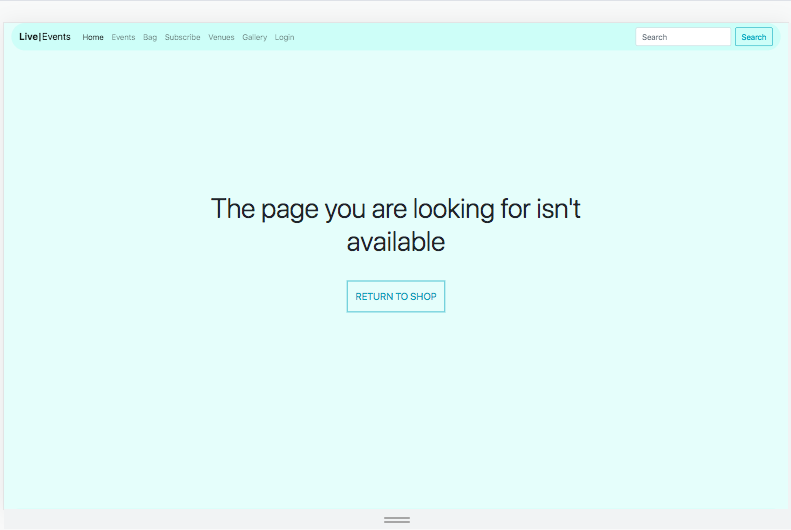 Live|Events Home Events Bag Subscribe Venues Gallery Login Search Search
The page you are looking for isn't
available
RETURN TO SHOP